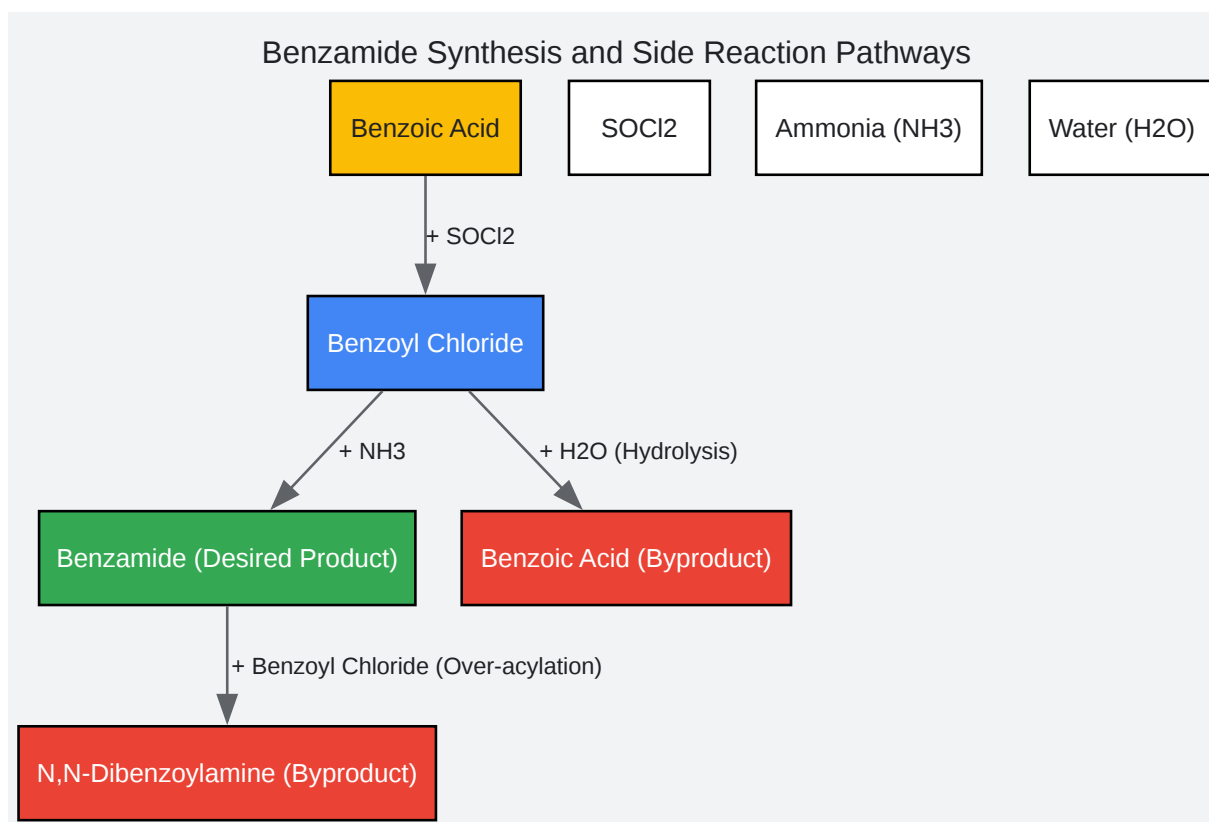 Benzamide Synthesis and Side Reaction Pathways
Benzoic Acid
SOCl2
Ammonia (NH3)
Water (H2O)
+ SOCl2
Benzoyl Chloride
+ NH3
+ H2O (Hydrolysis)
Benzamide (Desired Product)
Benzoic Acid (Byproduct)
+ Benzoyl Chloride (Over-acylation)
N,N-Dibenzoylamine (Byproduct)